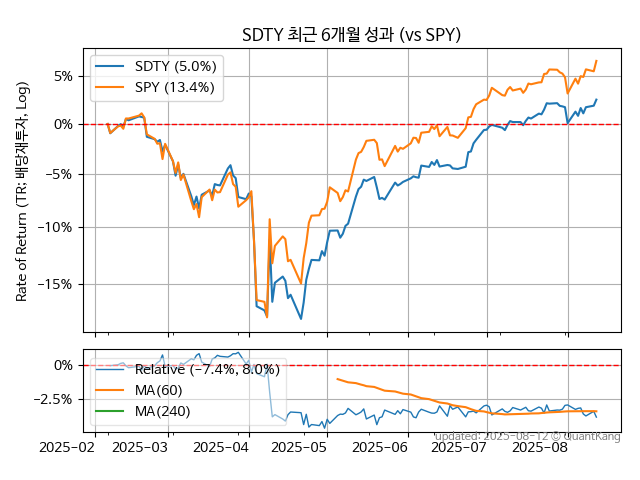 SDTY 최근 6개월 성과 (vs SPY)
SDTY (5.0%)
SPY (13.4%)
Rate of Return (TR: 배당재투자, Log)
5%
0%
−5%
−10%
−15%
Relative (−7.4%, 8.0%)
MA(60)
MA(240)
0%
−2.5%
2025-02 2025-03 2025-04 2025-05 2025-06 2025-07 2025-08
updated: 2025-08-12 © QuantKang